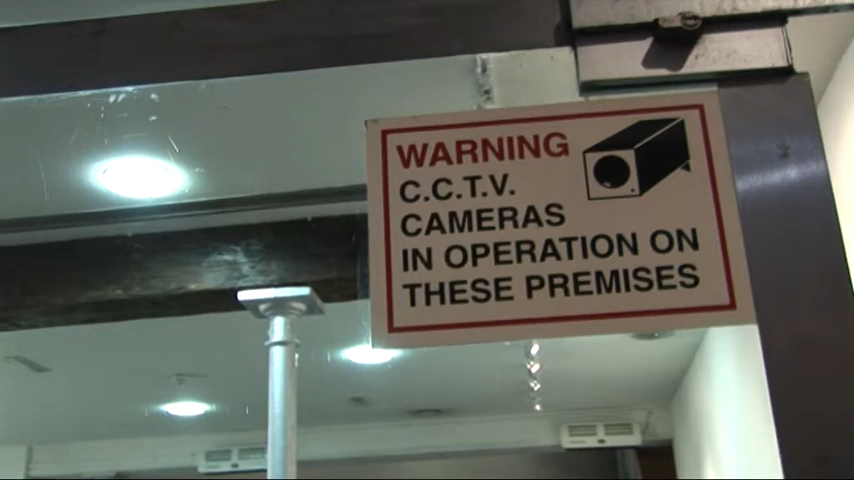 WARNING
C.C.T.V.
CAMERAS
IN OPERATION ON
THESE PREMISES